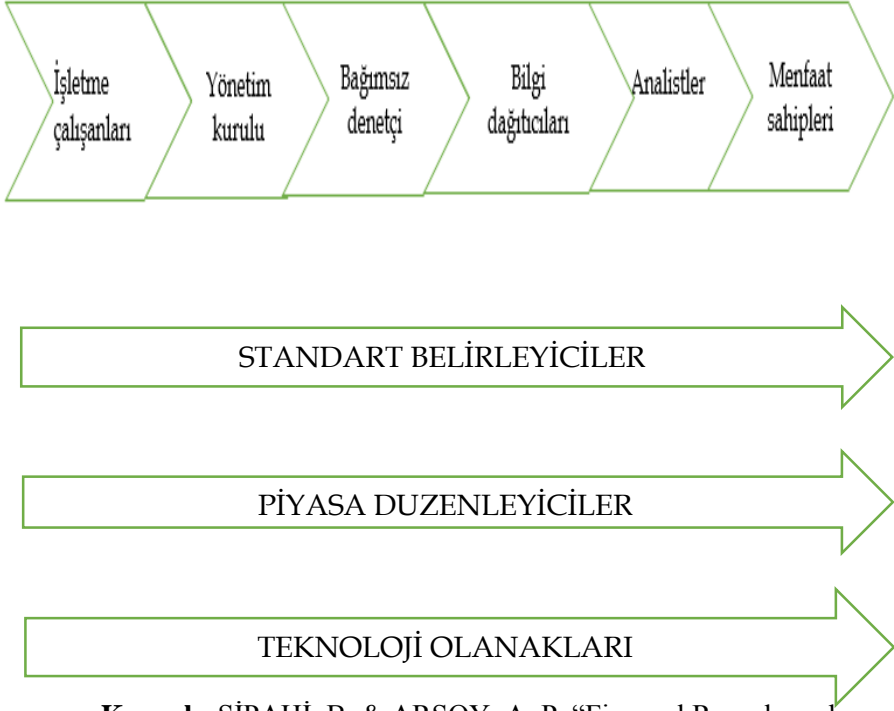 İşletme
çalışanları
Yönetim
kurulu
Bağımsız
denetçi
Bilgi
dağıtıcıları
Analistler
Menfaat
sahipleri
STANDART BELİRLEYİCİLER
PİYASA DUZENLEYİCİLER
TEKNOLOJİ OLANAKLARI